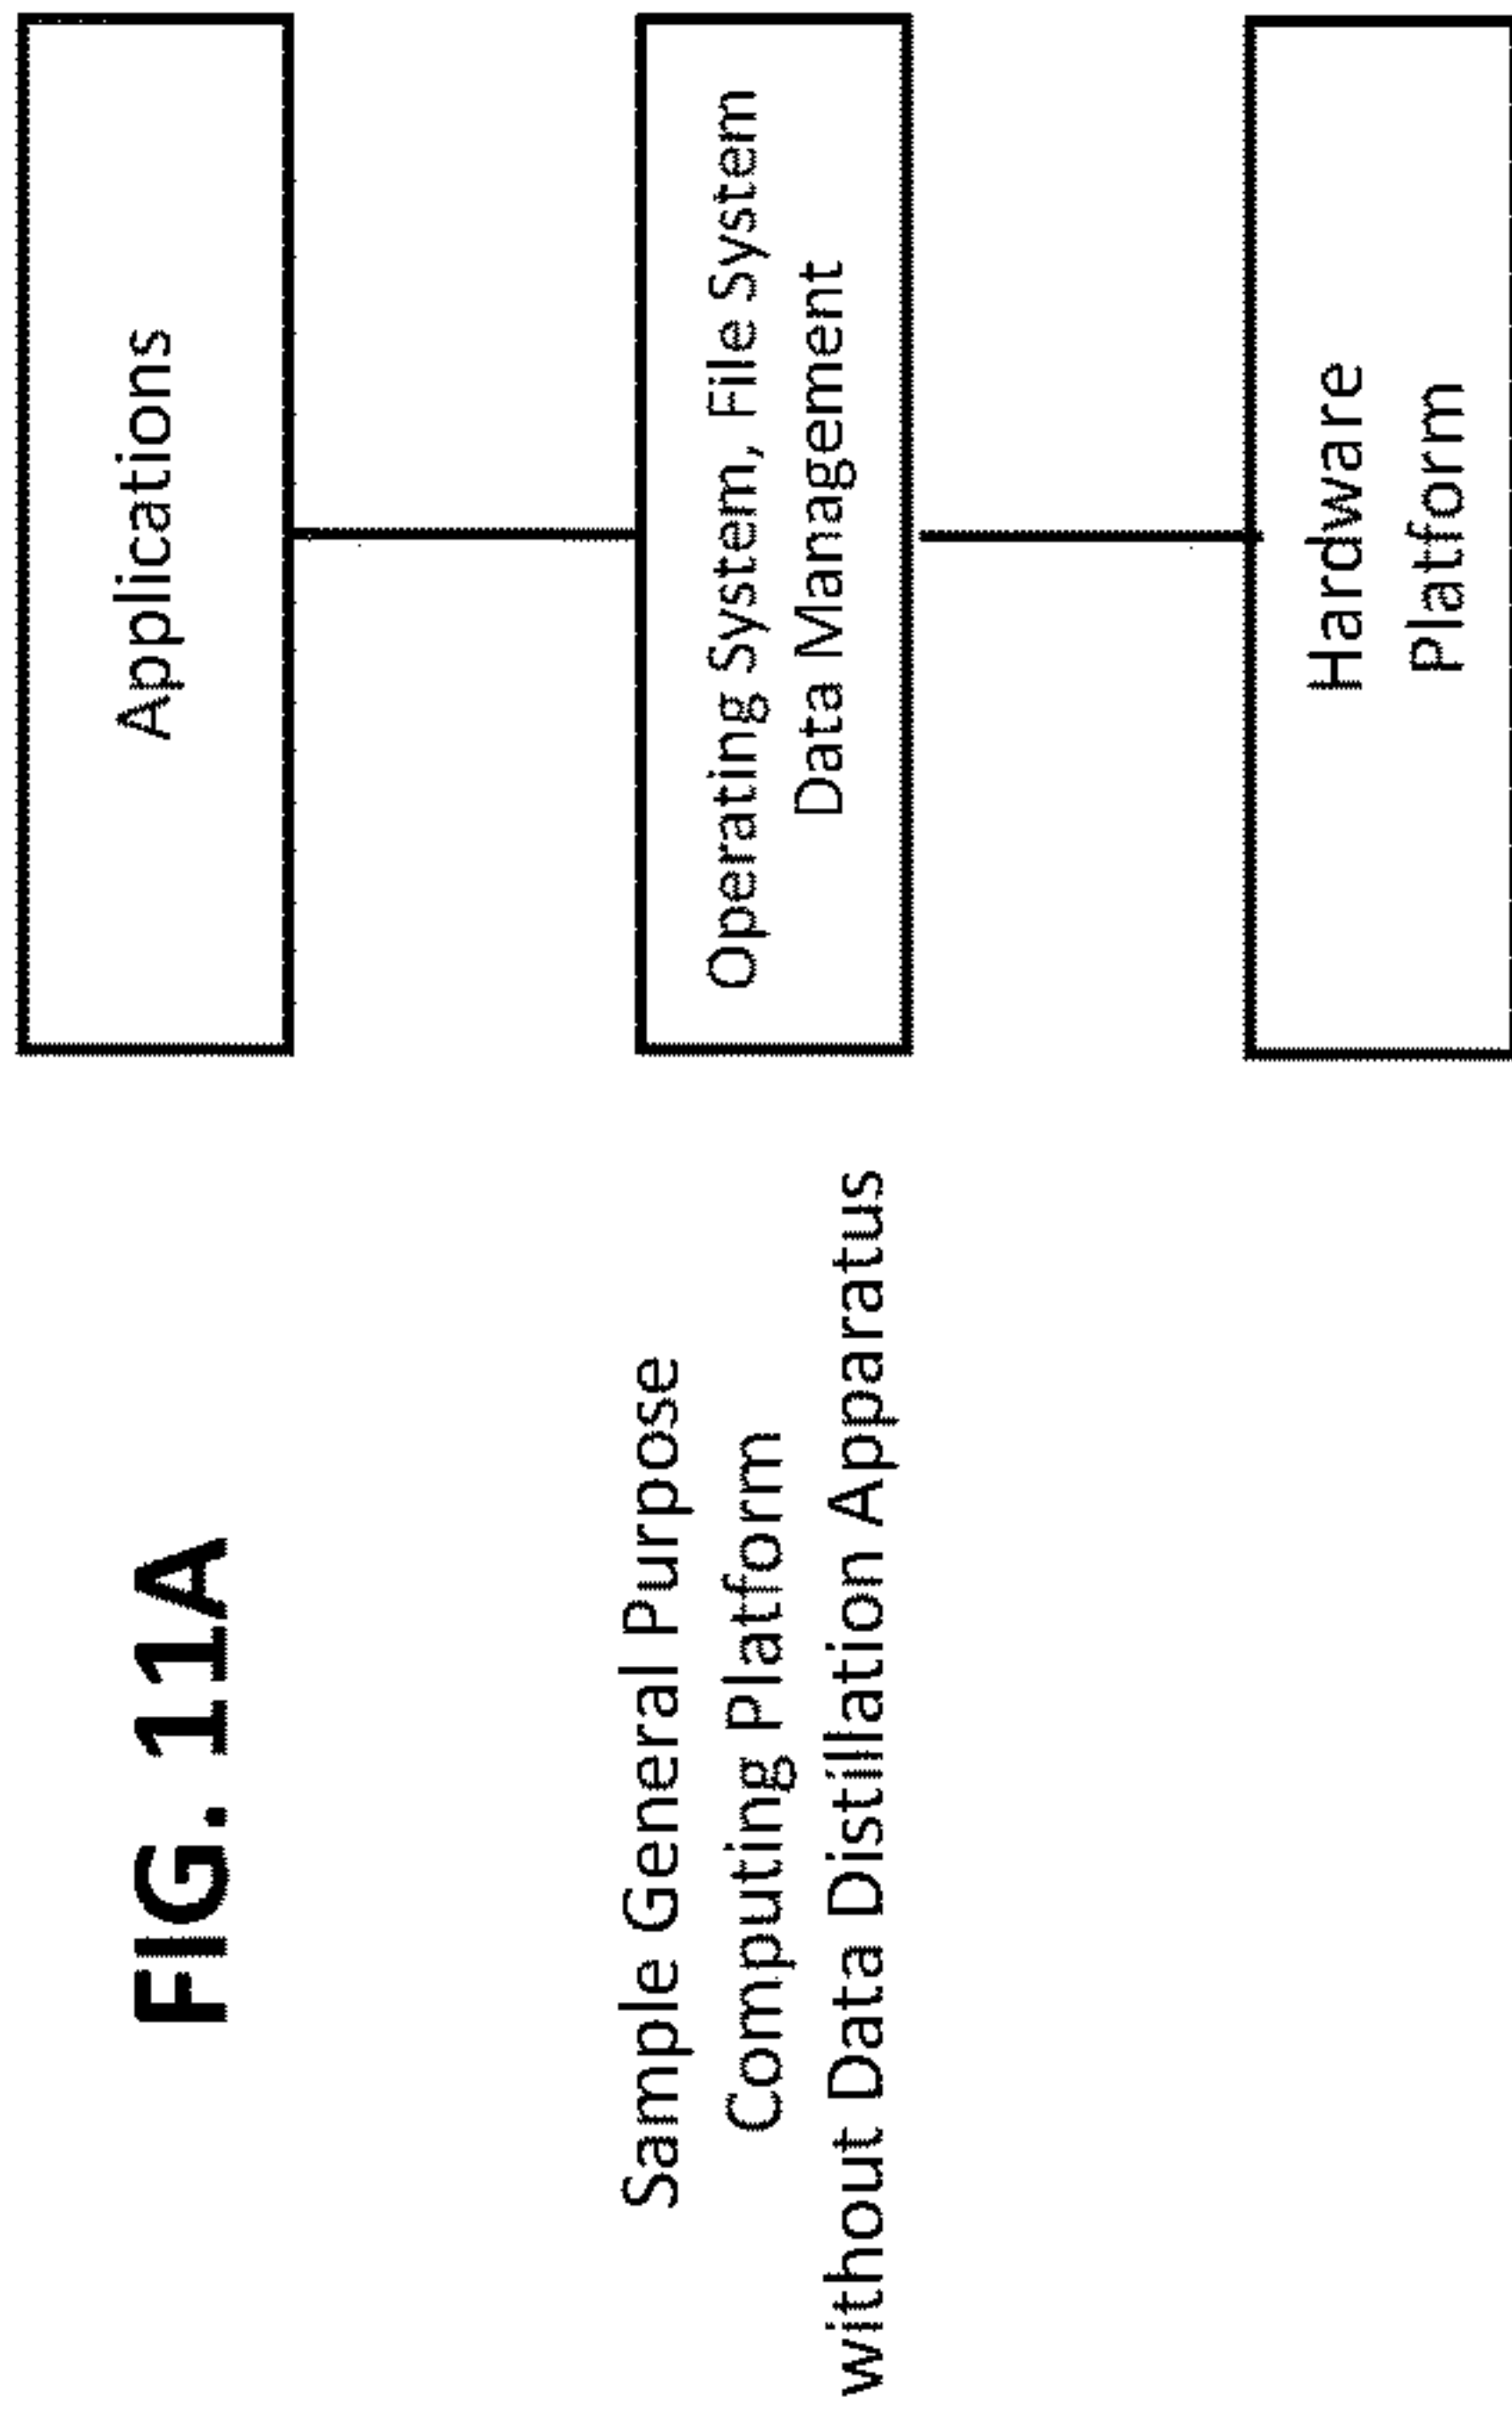 FIG. 11A
Sample General Purpose
Computing Platform
without Data Distillation Apparatus
Applications
Operating System, File System
Data Management
Hardware
Platform